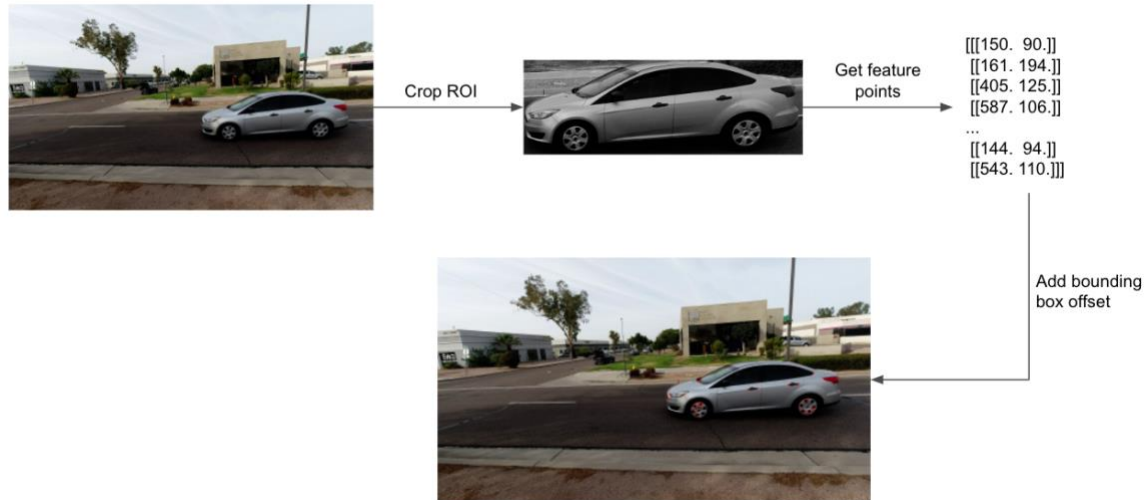 Crop ROI
Get feature
points
[[[150. 90.]]
[[161. 194.]]
[[405. 125.]]
[[587. 106.]]
...
[[144. 94.]]
[[543. 110.]]]
Add bounding
box offset